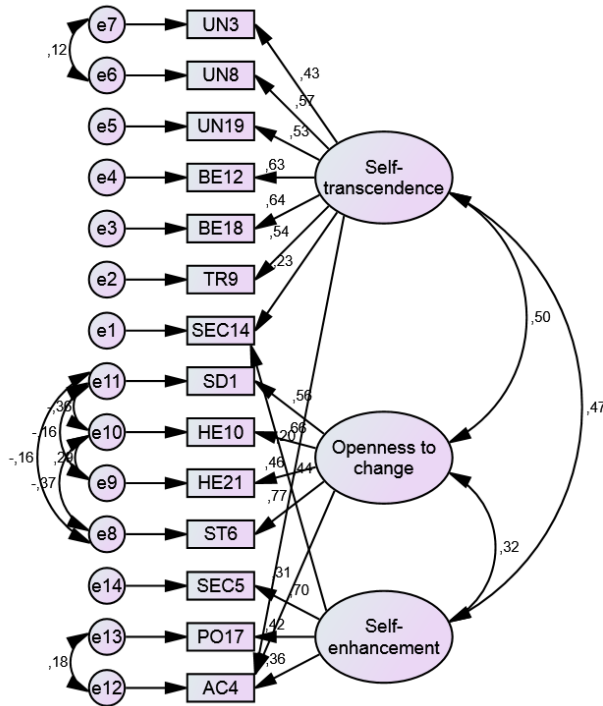 e7
UN3
,12
,43
e6
UN8
,57
e5
UN19
,53
Self-
transcendence
e4
BE12
,63
e3
BE18
,64
,54
e2
TR9
,23
e1
SEC14
,50
e11
SD1
,56
-,36
-,16
e10
HE10
,66
,20
Openness to
change
,47
-,16
,29
e9
HE21
,46
,44
-,37
e8
ST6
,77
,32
e14
SEC5
,31
,70
e13
PO17
,42
Self-
enhancement
,18
,36
e12
AC4